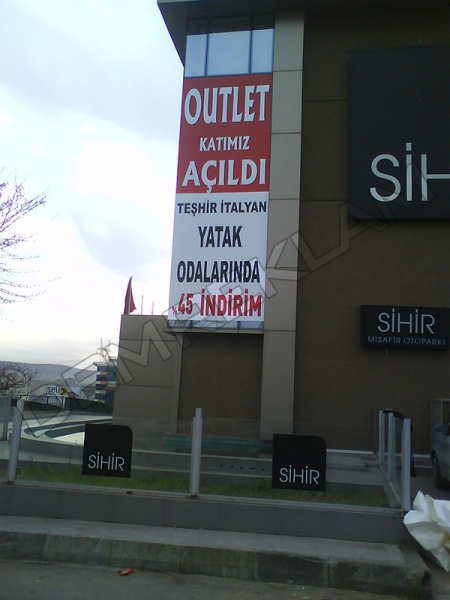 OUTLET
KATIMIZ
AÇILDI
TEŞHİR İTALYAN
YATAK
ODALARINDA
%45 İNDİRİM
SİH
SİHİR
MİSAFİR OTOPARKI
SİHİR
SİHİR